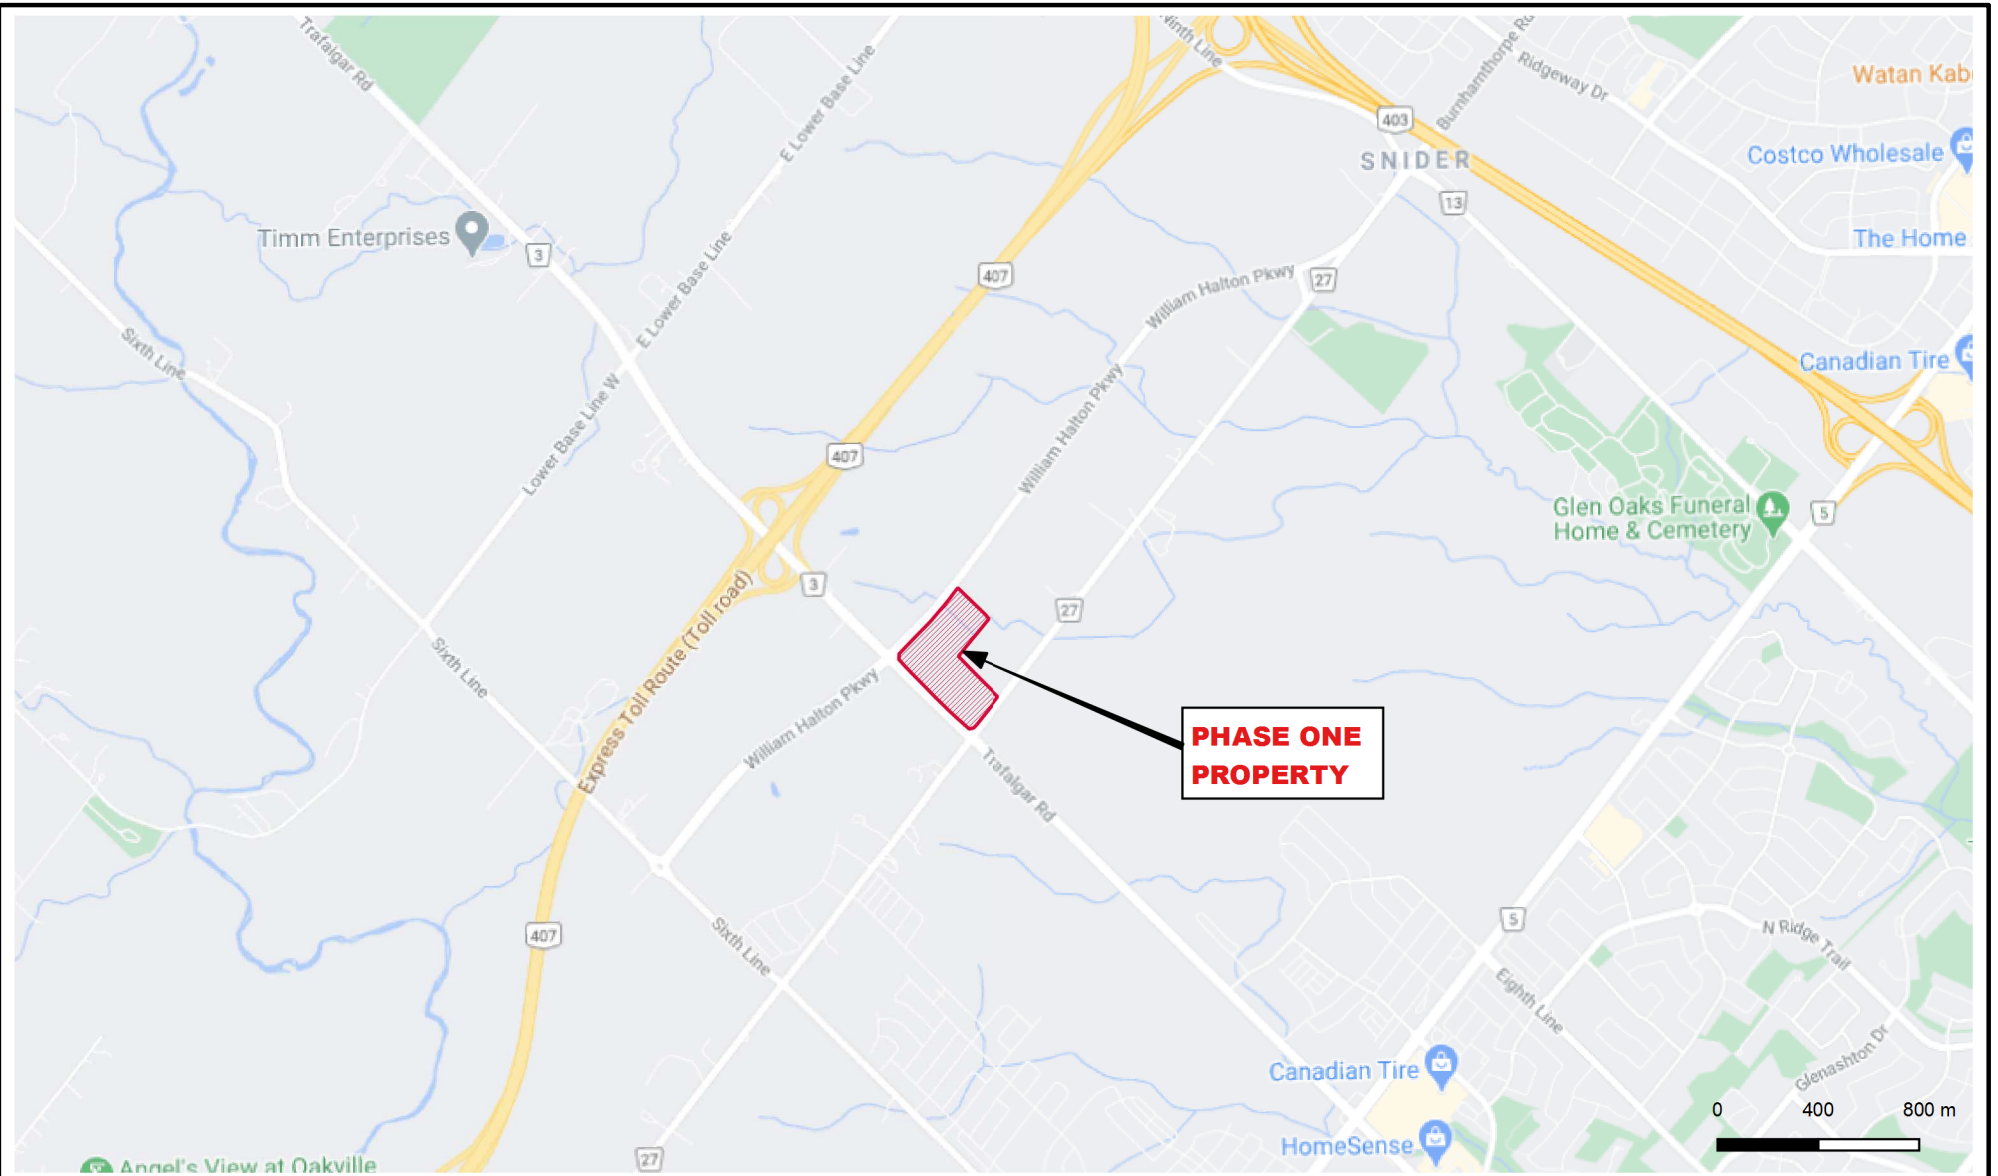 Trafalgar Rd
Ninth Line
Burnhamthorpe Rd
Ridgeway Dr
Watan Kab
E Lower Base Line
403
SNIDER
Costco Wholesale
13
Timm Enterprises
3
The Home
E Lower Base Line
407
William Halton Pkwy
27
Sixth Line
Canadian Tire
Lower Base Line W
William Halton Pkwy
407
Glen Oaks Funeral
Home & Cemetery
5
3
27
Express Toll Route (Toll road)
Sixth Line
William Halton Pkwy
PHASE ONE
PROPERTY
Trafalgar Rd
407
Sixth Line
5
N Ridge Trail
Eighth Line
Glenashton Dr
Canadian Tire
0 400 800 m
HomeSense
27
Angel's View at Oakville